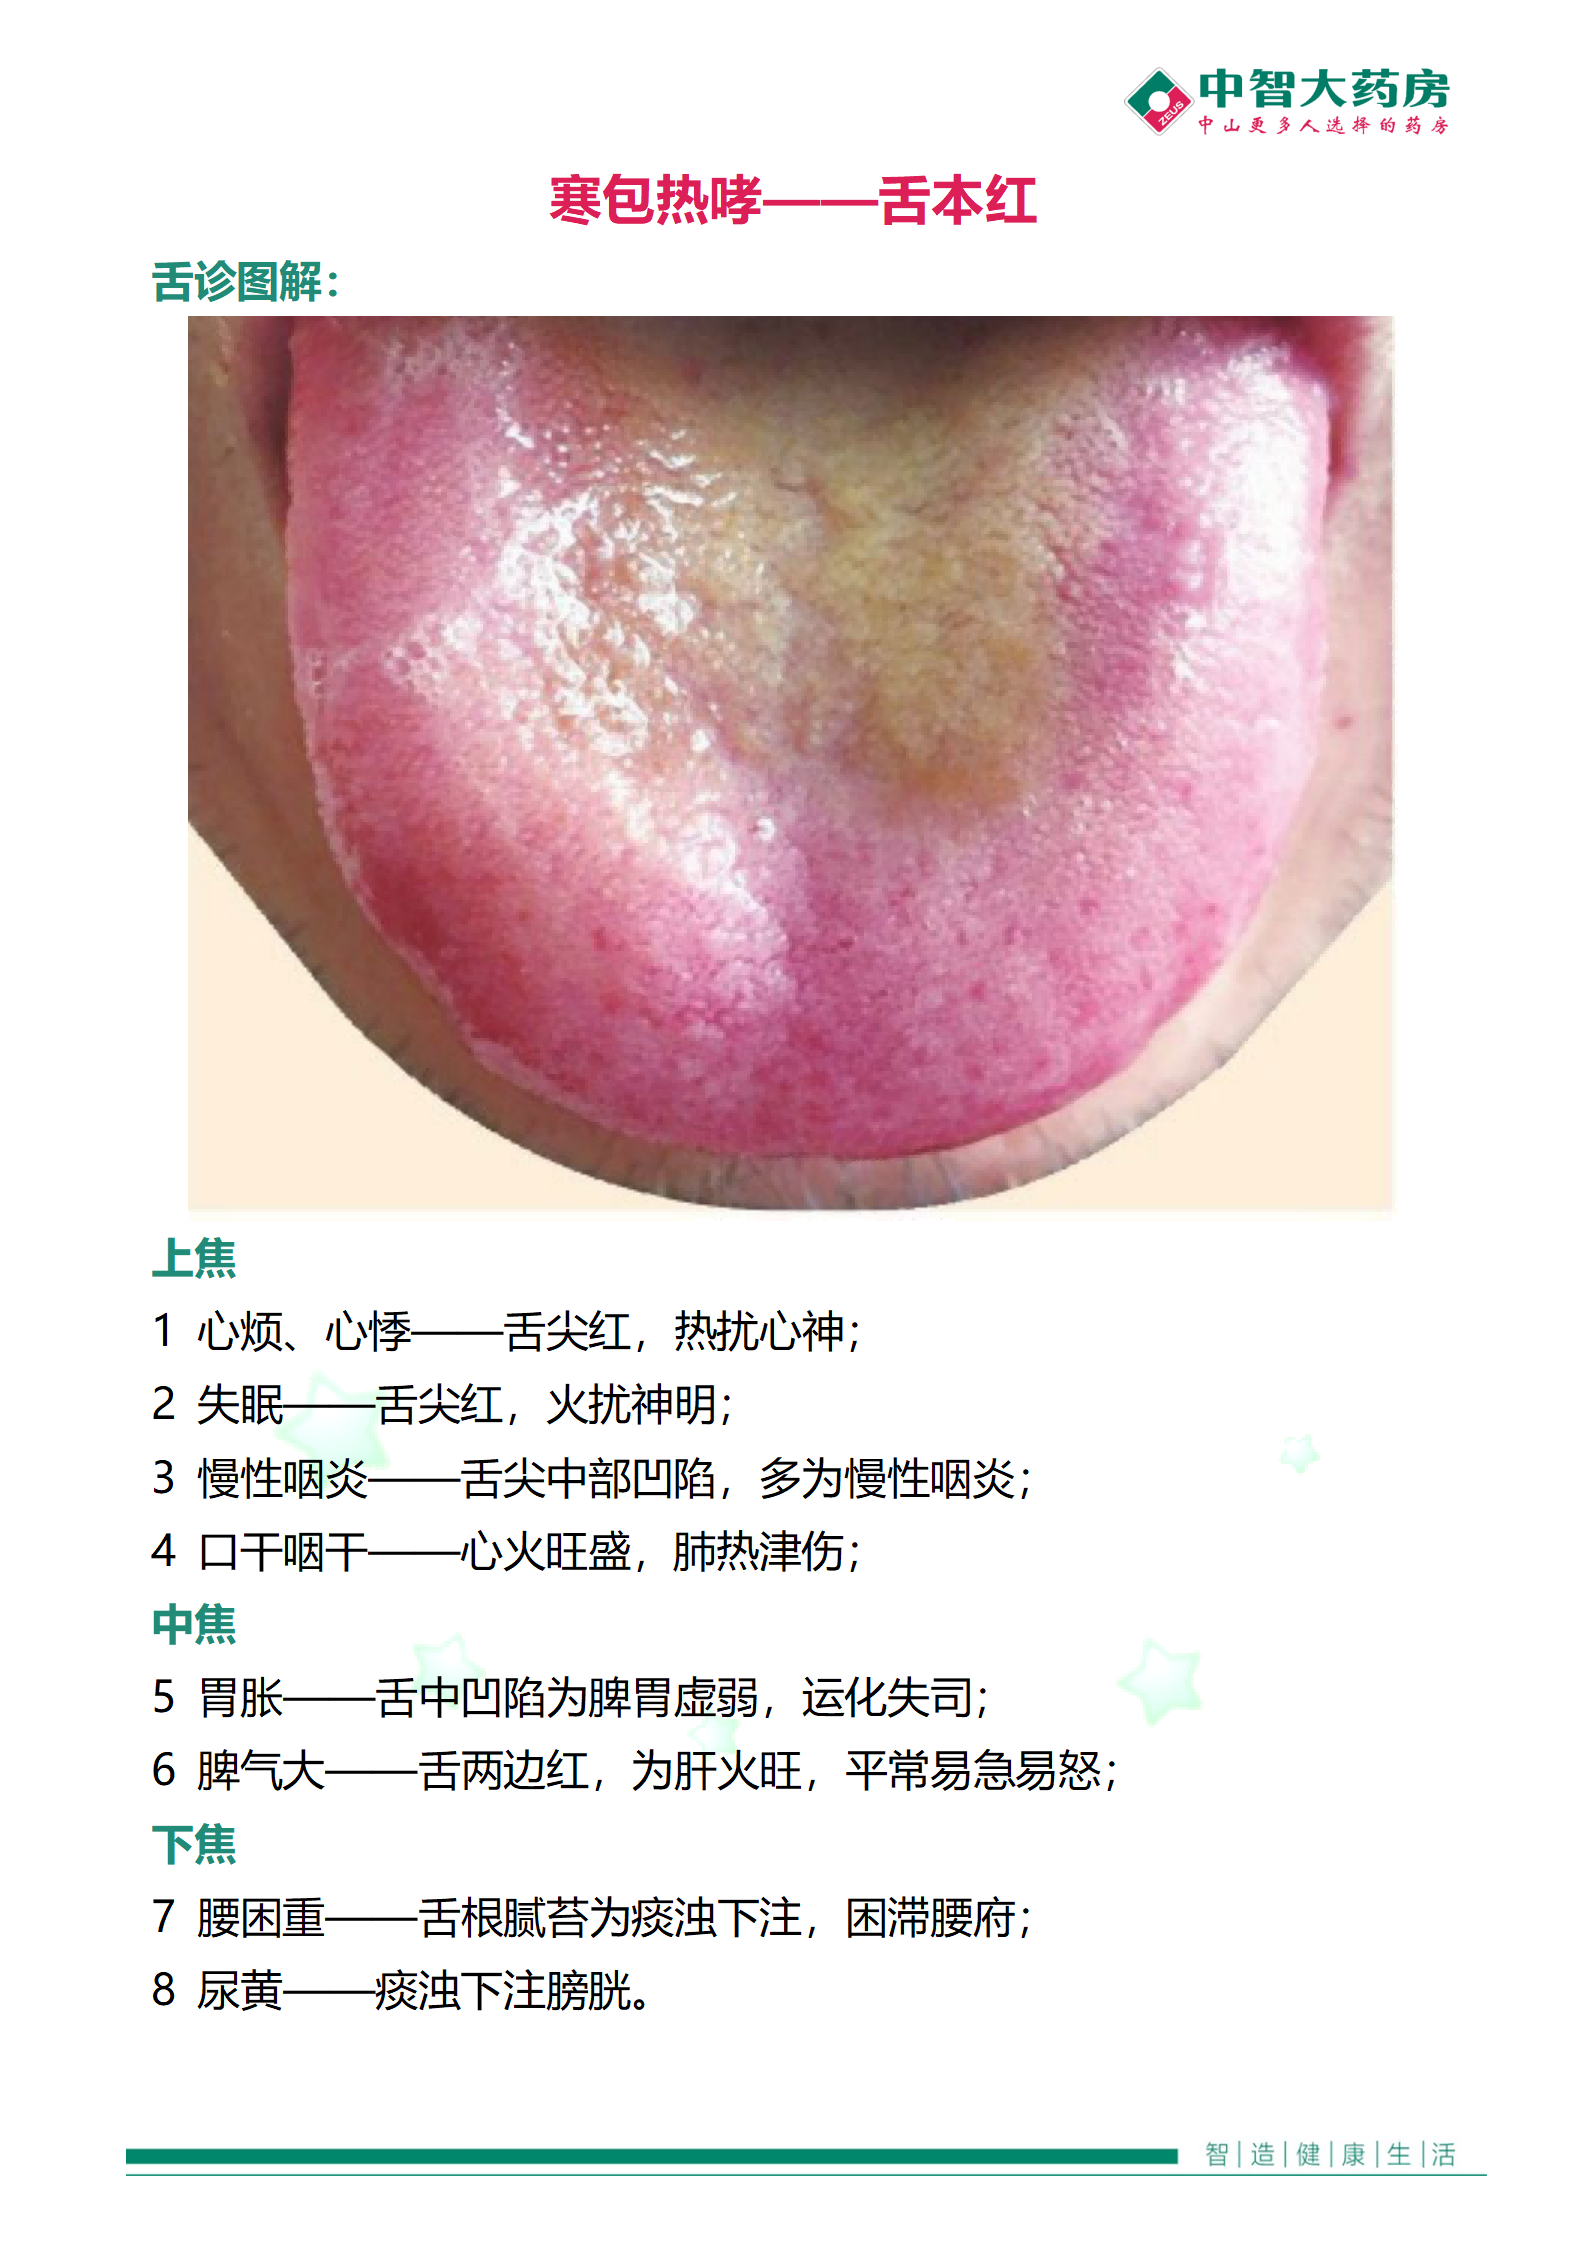 中智大药房
ZEUS
中山更多人选择的药房
寒包热哮——舌本红
舌诊图解：
上焦
1 心烦、心悸——舌尖红，热扰心神；
2 失眠——舌尖红，火扰神明；
3 慢性咽炎——舌尖中部凹陷，多为慢性咽炎；
4 口干咽干——心火旺盛，肺热津伤；
中焦
5 胃胀——舌中凹陷为脾胃虚弱，运化失司；
6 脾气大——舌两边红，为肝火旺，平常易急易怒；
下焦
7 腰困重——舌根腻苔为痰浊下注，困滞腰府；
8 尿黄——痰浊下注膀胱。
智|造|健|康|生|活